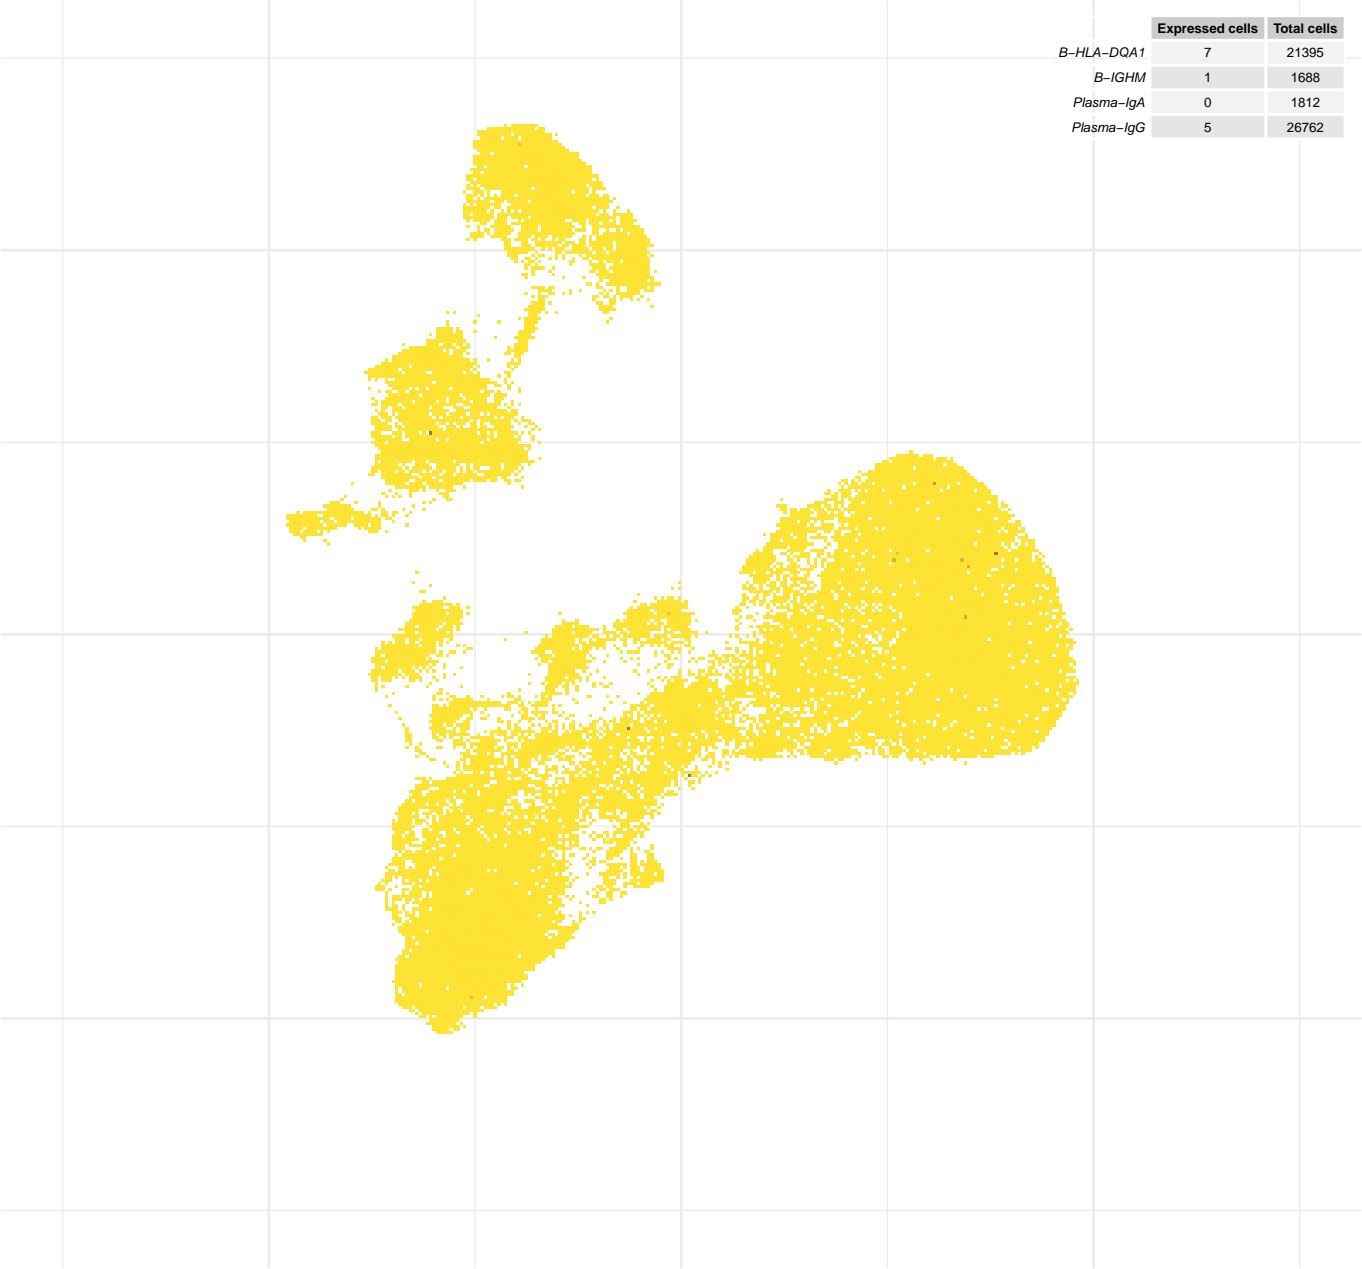 Expressed cells Total cells
B−HLA−DQA1 7 21395
B−IGHM 1 1688
Plasma−IgA 0 1812
Plasma−IgG 5 26762